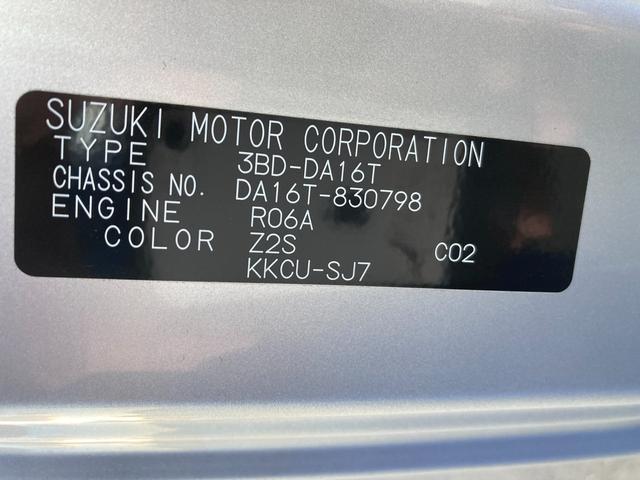 SUZUKI MOTOR CORPORATION
TYPE 3BD-DA16T
CHASSIS NO. DA16T-830798
ENGINE R06A
COLOR Z2S C02
KKCU-SJ7